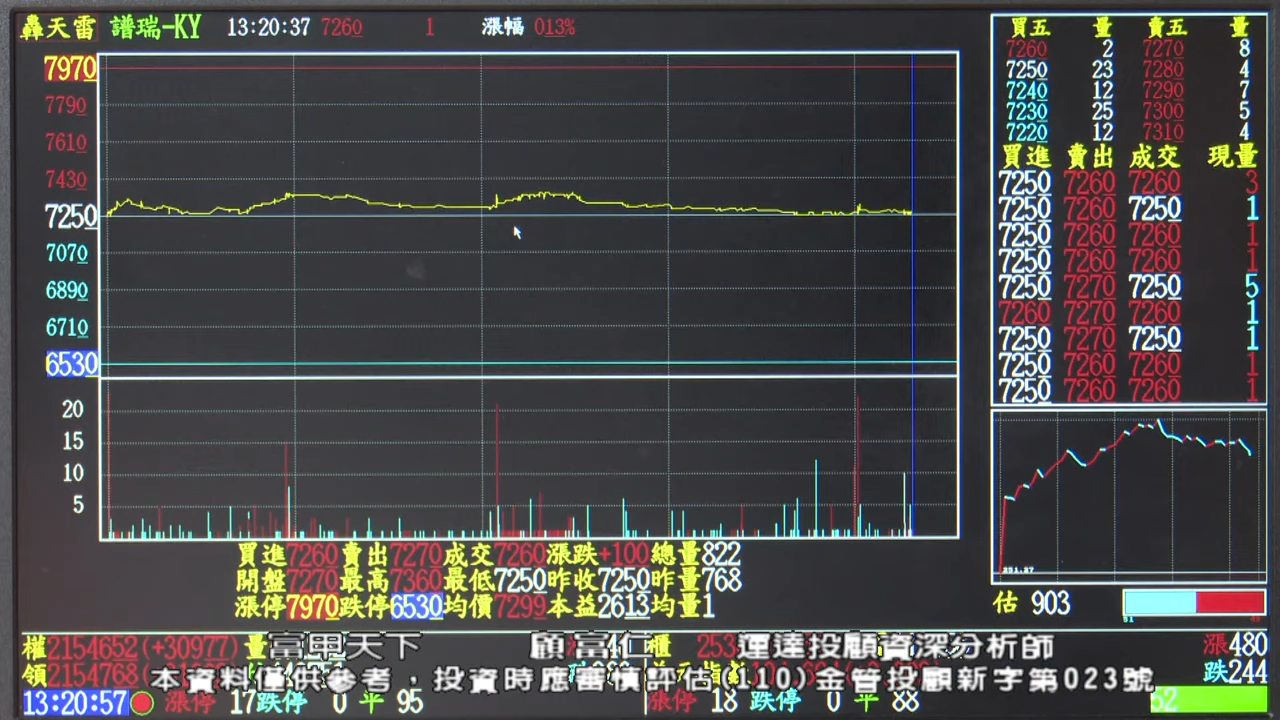 轟天雷 譜瑞-KY 13:20:37 7260 1 漲幅 013%
7970
7790
7610
7430
7250
7070
6890
6710
6530
20
15
10
5
買五 量 賣五 量
7260 2 7270 8
7250 23 7280 4
7240 12 7290 7
7230 25 7300 5
7220 12 7310 4
買進 賣出 成交 現量
7250 7260 7260 3
7250 7260 7250 1
7250 7260 7260 1
7250 7260 7260 1
7250 7270 7250 5
7260 7270 7260 1
7250 7270 7250 1
7250 7260 7260 1
7250 7260 7260 1
251.27
估 903
51 49
買進7260賣出7270成交7260漲跌+100總量822
開盤7270最高7360最低7250昨收7250昨量768
漲停7970跌停6530均價7299本益2613均量1
權2154652(+30977)量 櫃 253 漲480
領2154768 跌244
富甲天下 顧富仁 運達投顧資深分析師
本資料僅供參考，投資時應審慎評估(110)金管投顧新字第023號
13:20:57 漲停 17跌停 0 平 95 漲停 18 跌停 0 平 88 52